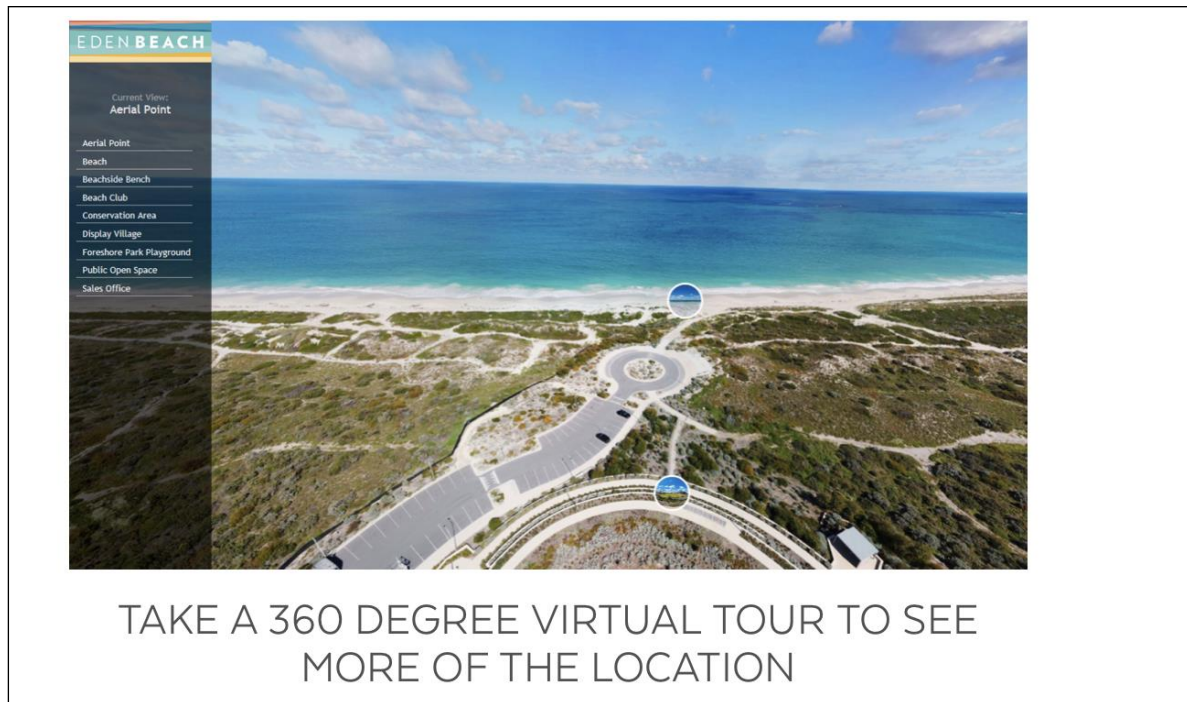 EDEN BEACH
Current View:
Aerial Point
Aerial Point
Beach
Beachside Bench
Beach Club
Conservation Area
Display Village
Foreshore Park Playground
Public Open Space
Sales Office
TAKE A 360 DEGREE VIRTUAL TOUR TO SEE
MORE OF THE LOCATION